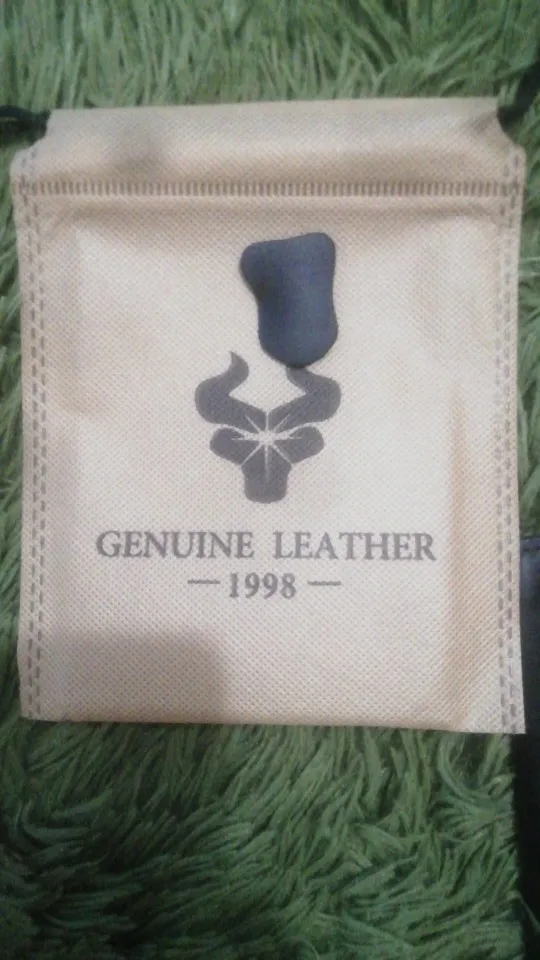 GENUINE LEATHER
— 1998 —